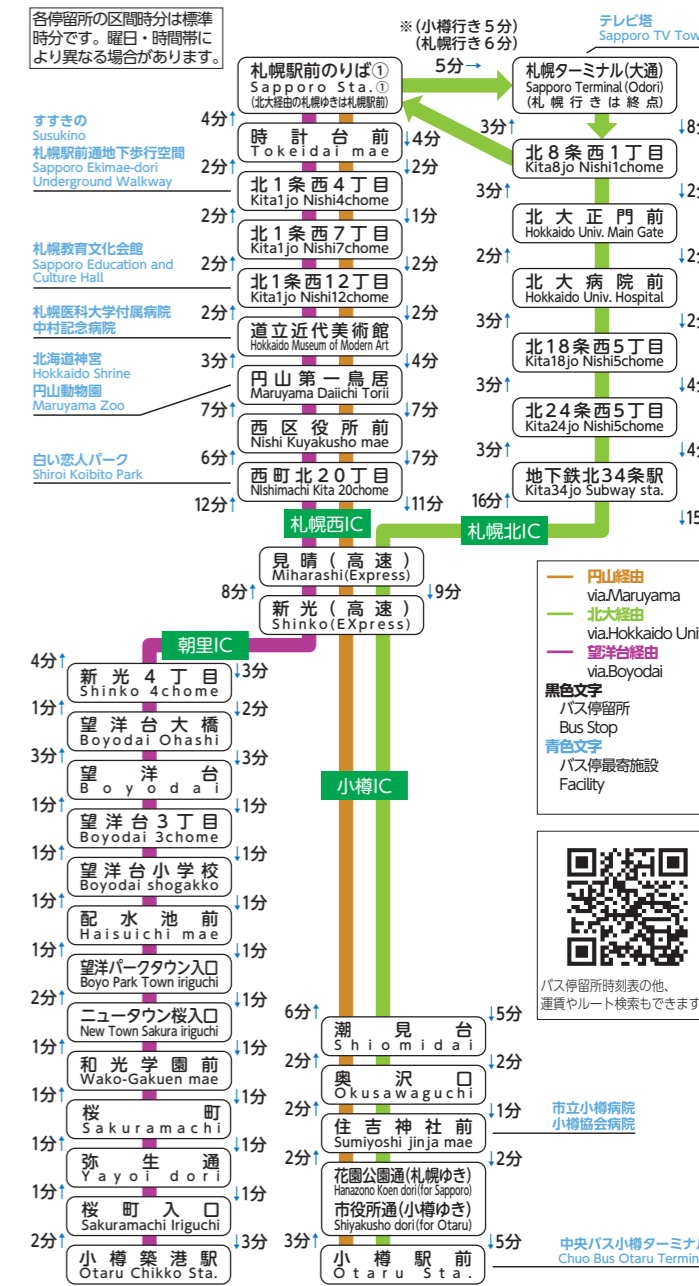 各停留所の区間時分は標準
時分です。曜日・時間帯に
より異なる場合があります。
※(小樽行き5分)
(札幌行き6分)
5分→
テレビ塔
Sapporo TV Tow
札幌駅前のりば①
Sapporo Sta.①
(北大経由の札幌ゆきは札幌駅前)
札幌ターミナル(大通)
Sapporo Terminal (Odori)
(札幌行きは終点)
すすきの
Susukino
札幌駅前通地下歩行空間
Sapporo Ekimae-dori
Underground Walkway
4分↑
↓4分
時計台前
Tokeidai mae
2分↑
↓2分
北1条西4丁目
Kita1jo Nishi4chome
2分↑
↓1分
北1条西7丁目
Kita1jo Nishi7chome
札幌教育文化会館
Sapporo Education and
Culture Hall
2分↑
↓2分
北1条西12丁目
Kita1jo Nishi12chome
札幌医科大学付属病院
中村記念病院
2分↑
↓2分
道立近代美術館
Hokkaido Museum of Modern Art
北海道神宮
Hokkaido Shrine
円山動物園
Maruyama Zoo
3分↑
↓4分
円山第一鳥居
Maruyama Daiichi Torii
7分↑
↓7分
西区役所前
Nishi Kuyakusho mae
白い恋人パーク
Shiroi Koibito Park
6分↑
↓7分
西町北20丁目
NIshimachi Kita 20chome
12分↑
↓11分
札幌西IC
3分↑
↓8分
北8条西1丁目
Kita8jo Nishi1chome
3分↑
↓2分
北大正門前
Hokkaido Univ. Main Gate
2分↑
↓2分
北大病院前
Hokkaido Univ. Hospital
3分↑
↓2分
北18条西5丁目
Kita18jo Nishi5chome
3分↑
↓4分
北24条西5丁目
Kita24jo Nishi5chome
3分↑
↓4分
地下鉄北34条駅
Kita34jo Subway sta.
16分↑
↓15
札幌北IC
見晴(高速)
Miharashi(Express)
8分↑
↓9分
新光(高速)
Shinko(EXpress)
朝里IC
4分↑
↓3分
新光4丁目
Shinko 4chome
1分↑
↓2分
望洋台大橋
Boyodai Ohashi
3分↑
↓3分
望洋台
Boyodai
1分↑
↓1分
望洋台3丁目
Boyodai 3chome
1分↑
↓1分
望洋台小学校
Boyodai shogakko
1分↑
↓1分
配水池前
Haisuichi mae
1分↑
↓1分
望洋パークタウン入口
Boyo Park Town iriguchi
2分↑
↓1分
ニュータウン桜入口
New Town Sakura iriguchi
1分↑
↓1分
和光学園前
Wako-Gakuen mae
1分↑
↓1分
桜町
Sakuramachi
1分↑
↓1分
弥生通
Yayoi dori
1分↑
↓1分
桜町入口
Sakuramachi Iriguchi
2分↑
↓3分
小樽築港駅
Otaru Chikko Sta.
小樽IC
6分↑
↓5分
潮見台
Shiomidai
2分↑
↓2分
奥沢口
Okusawaguchi
2分↑
↓1分
住吉神社前
Sumiyoshi jinja mae
市立小樽病院
小樽協会病院
2分↑
↓2分
花園公園通(札幌ゆき)
Hanazono Koen dori(for Sapporo)
市役所通(小樽ゆき)
Shiyakusho dori(for Otaru)
3分↑
↓5分
小樽駅前
Otaru Sta.
中央バス小樽ターミナル
Chuo Bus Otaru Termin
円山経由
via.Maruyama
北大経由
via.Hokkaido Uni
望洋台経由
via.Boyodai
黒色文字
バス停留所
Bus Stop
青色文字
バス停最寄施設
Facility
バス停留所時刻表の他、
運賃やルート検索もできます